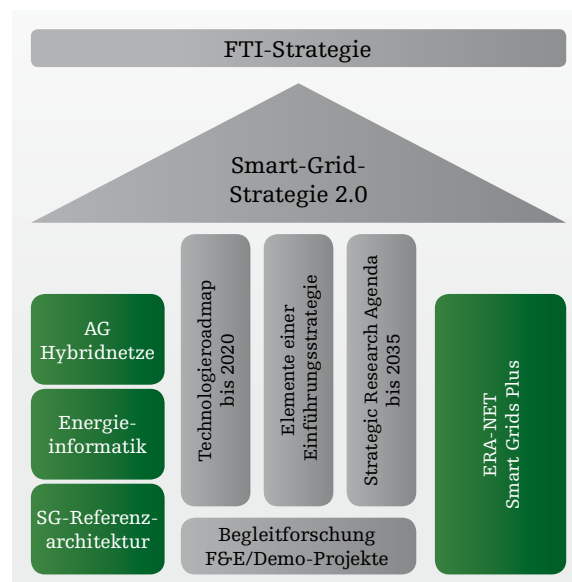 FTI-Strategie
Smart-Grid-
Strategie 2.0
AG
Hybridnetze
Energie-
informatik
SG-Referenz-
architektur
Technologieroadmap
bis 2020
Elemente einer
Einführungsstrategie
Strategic Research Agenda
bis 2035
Begleitforschung
F&E/Demo-Projekte
ERA-NET
Smart Grids Plus